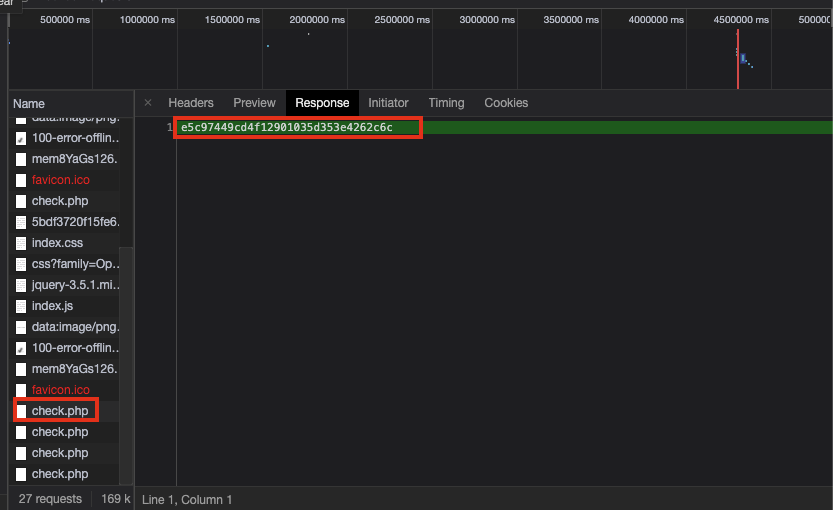 500000 ms 1000000 ms 1500000 ms 2000000 ms 2500000 ms 3000000 ms 3500000 ms 4000000 ms 4500000 ms 500000
Name × Headers Preview Response Initiator Timing Cookies
data:image/png.
1 e5c97449cd4f12901035d353e4262c6c
100-error-offlin…
mem8YaGs126.
favicon.ico
check.php
5bdf3720f15fe6.
index.css
css?family=Op…
jquery-3.5.1.mi…
index.js
data:image/png.
100-error-offlin…
mem8YaGs126.
favicon.ico
check.php
check.php
check.php
check.php
27 requests 169 k Line 1, Column 1